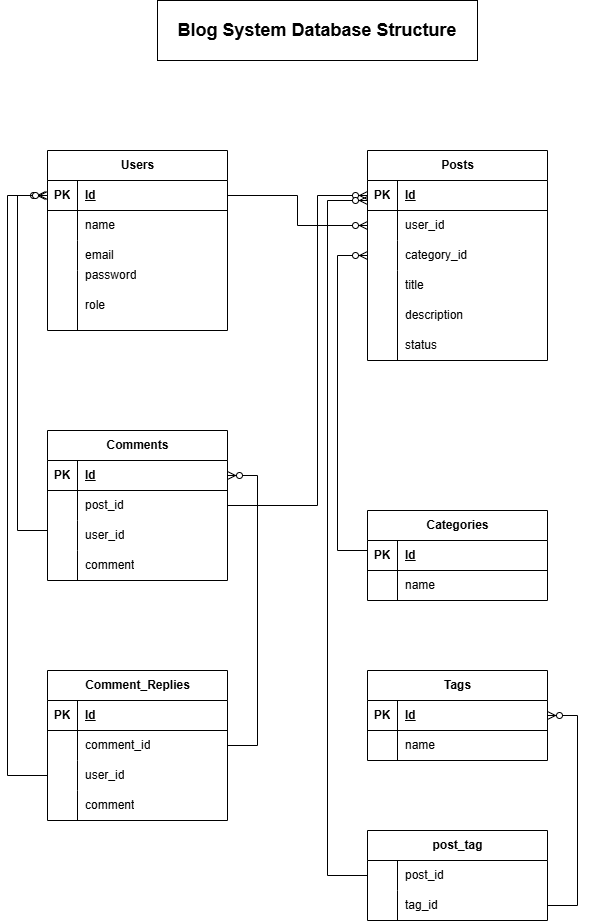 Blog System Database Structure
Users
PK Id
name
email
password
role
Posts
PK Id
user_id
category_id
title
description
status
Comments
PK Id
post_id
user_id
comment
Categories
PK Id
name
Comment_Replies
PK Id
comment_id
user_id
comment
Tags
PK Id
name
post_tag
post_id
tag_id